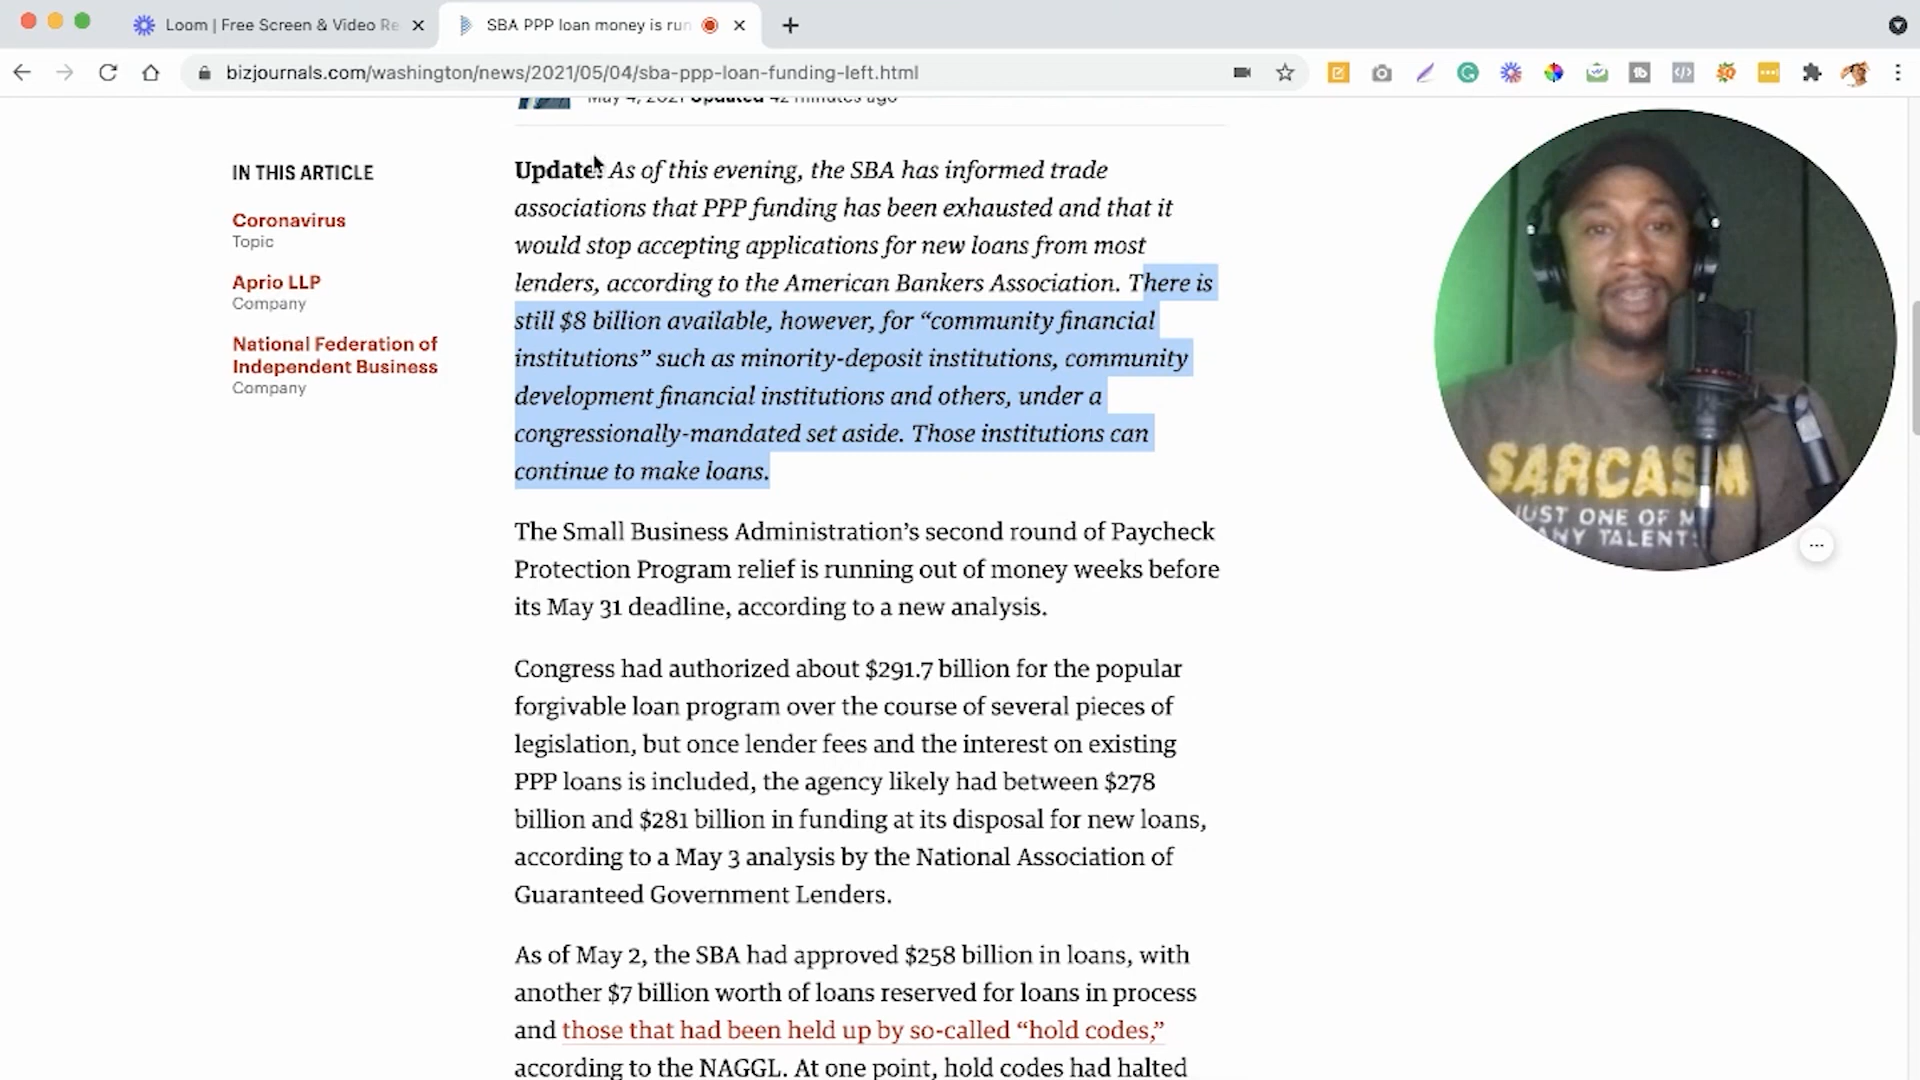 Loom | Free Screen & Video Re
SBA PPP loan money is run
bizjournals.com/washington/news/2021/05/04/sba-ppp-loan-funding-left.html
May 4, 2021 Updated 42 minutes ago
IN THIS ARTICLE
Coronavirus
Topic
Aprio LLP
Company
National Federation of
Independent Business
Company
Update: As of this evening, the SBA has informed trade
associations that PPP funding has been exhausted and that it
would stop accepting applications for new loans from most
lenders, according to the American Bankers Association. There is
still $8 billion available, however, for “community financial
institutions” such as minority-deposit institutions, community
development financial institutions and others, under a
congressionally-mandated set aside. Those institutions can
continue to make loans.
The Small Business Administration’s second round of Paycheck
Protection Program relief is running out of money weeks before
its May 31 deadline, according to a new analysis.
Congress had authorized about $291.7 billion for the popular
forgivable loan program over the course of several pieces of
legislation, but once lender fees and the interest on existing
PPP loans is included, the agency likely had between $278
billion and $281 billion in funding at its disposal for new loans,
according to a May 3 analysis by the National Association of
Guaranteed Government Lenders.
As of May 2, the SBA had approved $258 billion in loans, with
another $7 billion worth of loans reserved for loans in process
and those that had been held up by so-called “hold codes,”
according to the NAGGL. At one point, hold codes had halted
SARCASM
JUST ONE OF M
ANY TALENTS